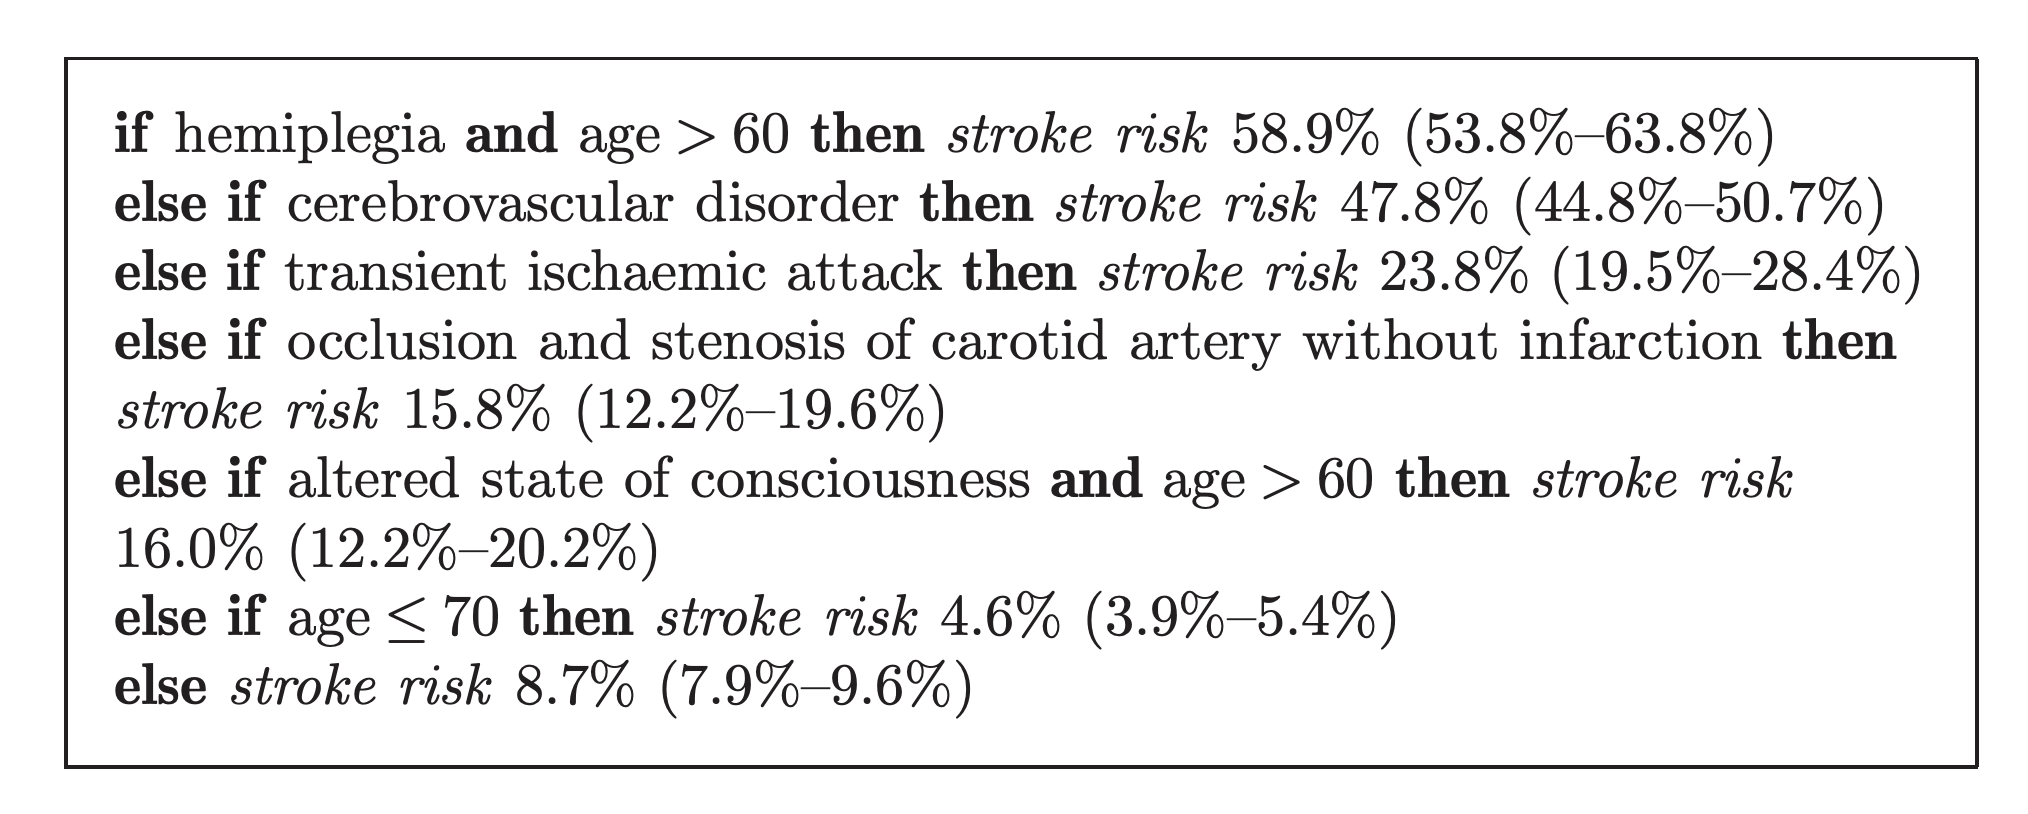 if hemiplegia and age > 60 then stroke risk 58.9% (53.8%–63.8%)
else if cerebrovascular disorder then stroke risk 47.8% (44.8%–50.7%)
else if transient ischaemic attack then stroke risk 23.8% (19.5%–28.4%)
else if occlusion and stenosis of carotid artery without infarction then
stroke risk 15.8% (12.2%–19.6%)
else if altered state of consciousness and age > 60 then stroke risk
16.0% (12.2%–20.2%)
else if age ≤ 70 then stroke risk 4.6% (3.9%–5.4%)
else stroke risk 8.7% (7.9%–9.6%)